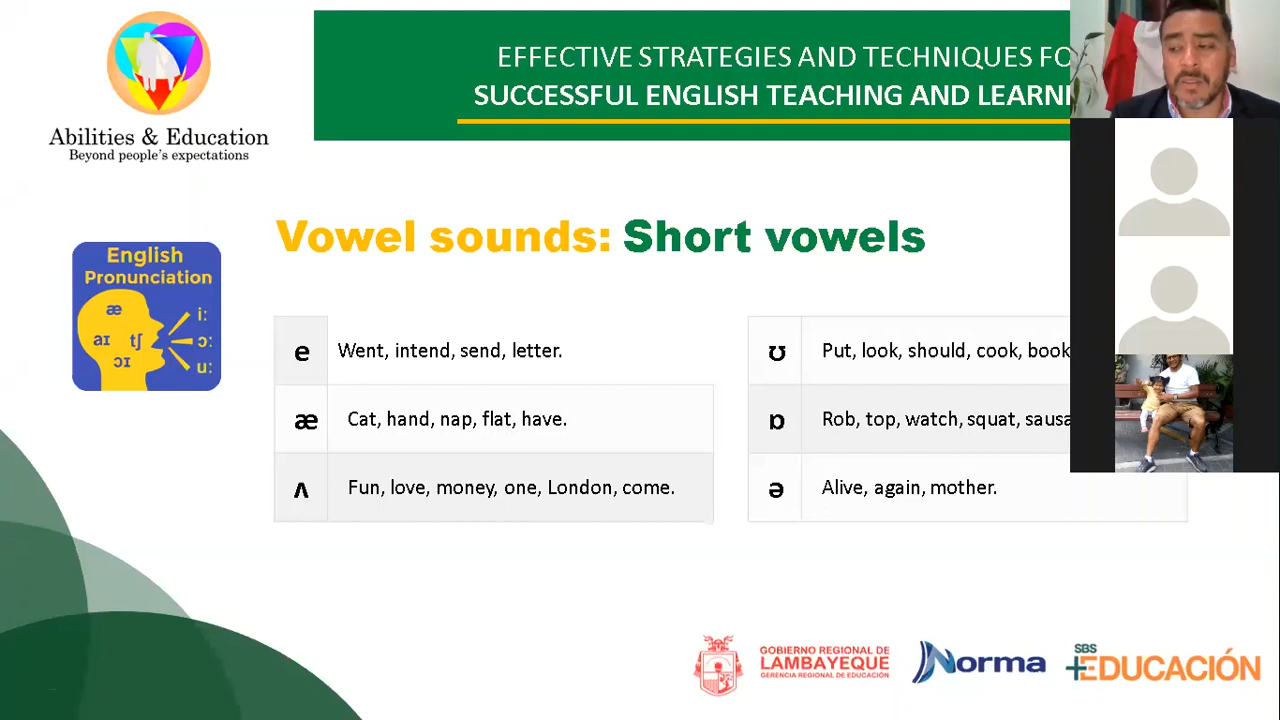 EFFECTIVE STRATEGIES AND TECHNIQUES
SUCCESSFUL ENGLISH TEACHING AND
Abilities & Education
Beyond people's expectations
Vowel sounds: Short vowels
English
Pronunciation
æ
i:
aɪ tʃ ɔ:
ɔɪ
u:
e Went, intend, send, letter.
æ Cat, hand, nap, flat, have.
ʌ Fun, love, money, one, London, come.
ʊ Put, look, should, cook, book
ɒ Rob, top, watch, squat,
ə Alive, again, mother.
GOBIERNO REGIONAL DE
LAMBAYEQUE
GERENCIA REGIONAL DE EDUCACIÓN
Norma
SBS
EDUCACIÓN